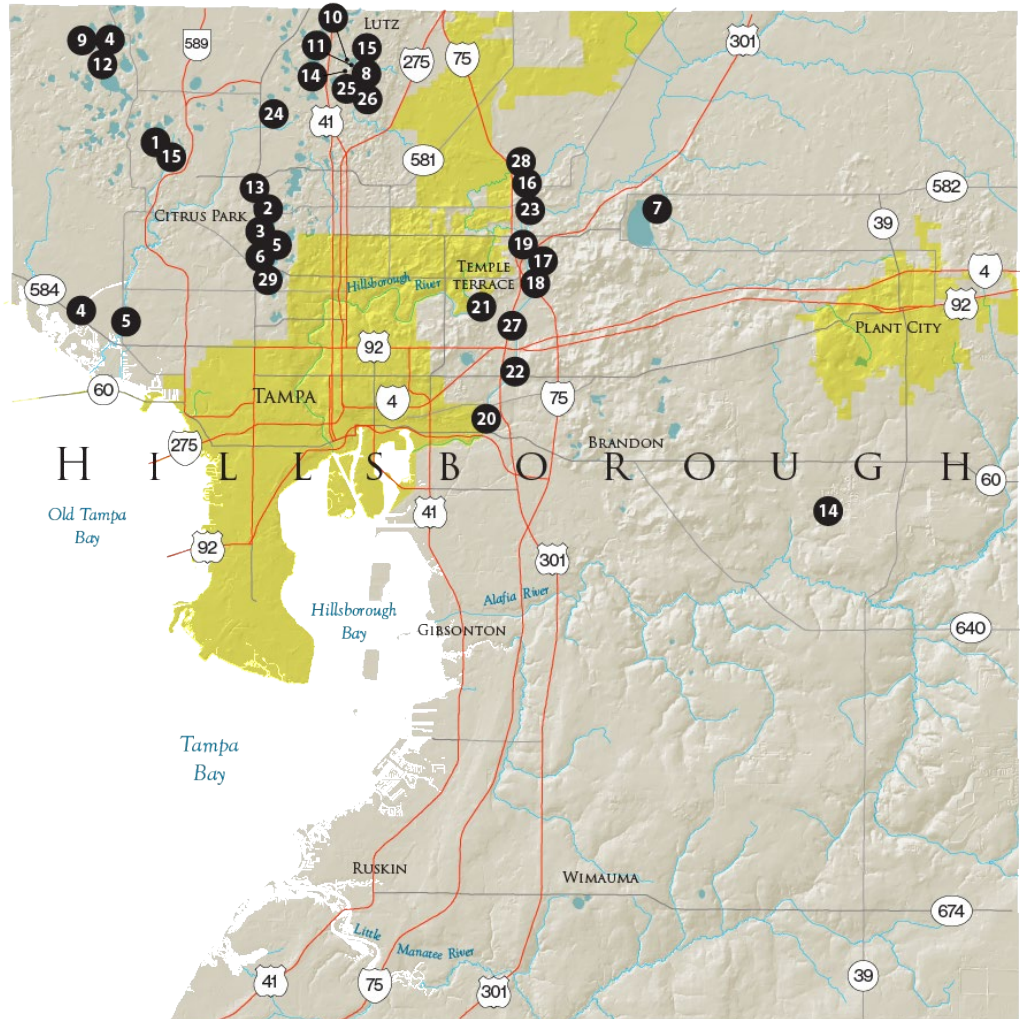 10
LUTZ
9
4
589
11
15
275
75
301
12
14
8
25
26
24
41
1
15
581
28
13
16
582
CITRUS PARK
2
23
7
39
3
5
19
6
TEMPLE
TERRACE
17
4
29
Hillsborough River
18
584
4
21
92
5
27
PLANT CITY
92
22
60
TAMPA
4
75
20
BRANDON
275
HILLSBOROUGH
60
Old Tampa
Bay
41
14
92
301
Alafia River
Hillsborough
Bay
GIBSONTON
640
Tampa
Bay
RUSKIN
WIMAUMA
674
Little Manatee River
41
75
301
39